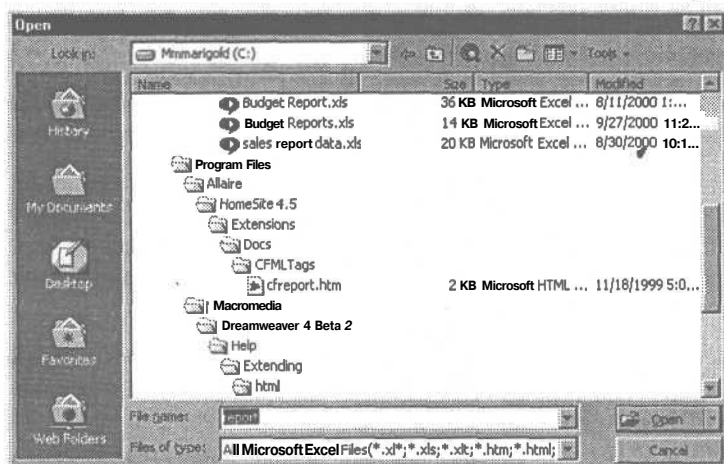 Open
Look in: Mmmarigold (C:) Tools
Name Size Type Modified
Budget Report.xls 36 KB Microsoft Excel ... 8/11/2000 1:...
Budget Reports.xls 14 KB Microsoft Excel ... 9/27/2000 11:2...
sales report data.xls 20 KB Microsoft Excel ... 8/30/2000 10:1...
Program Files
Allaire
HomeSite 4.5
Extensions
Docs
CFMLTags
cfreport.htm 2 KB Microsoft HTML ... 11/18/1999 5:0...
Macromedia
Dreamweaver 4 Beta 2
Help
Extending
html
History
My Documents
Desktop
Favorites
Web Folders
File name: report Open
Files of type: All Microsoft Excel Files(*.xl*;*.xls;*.xlt;*.htm;*.html; Cancel